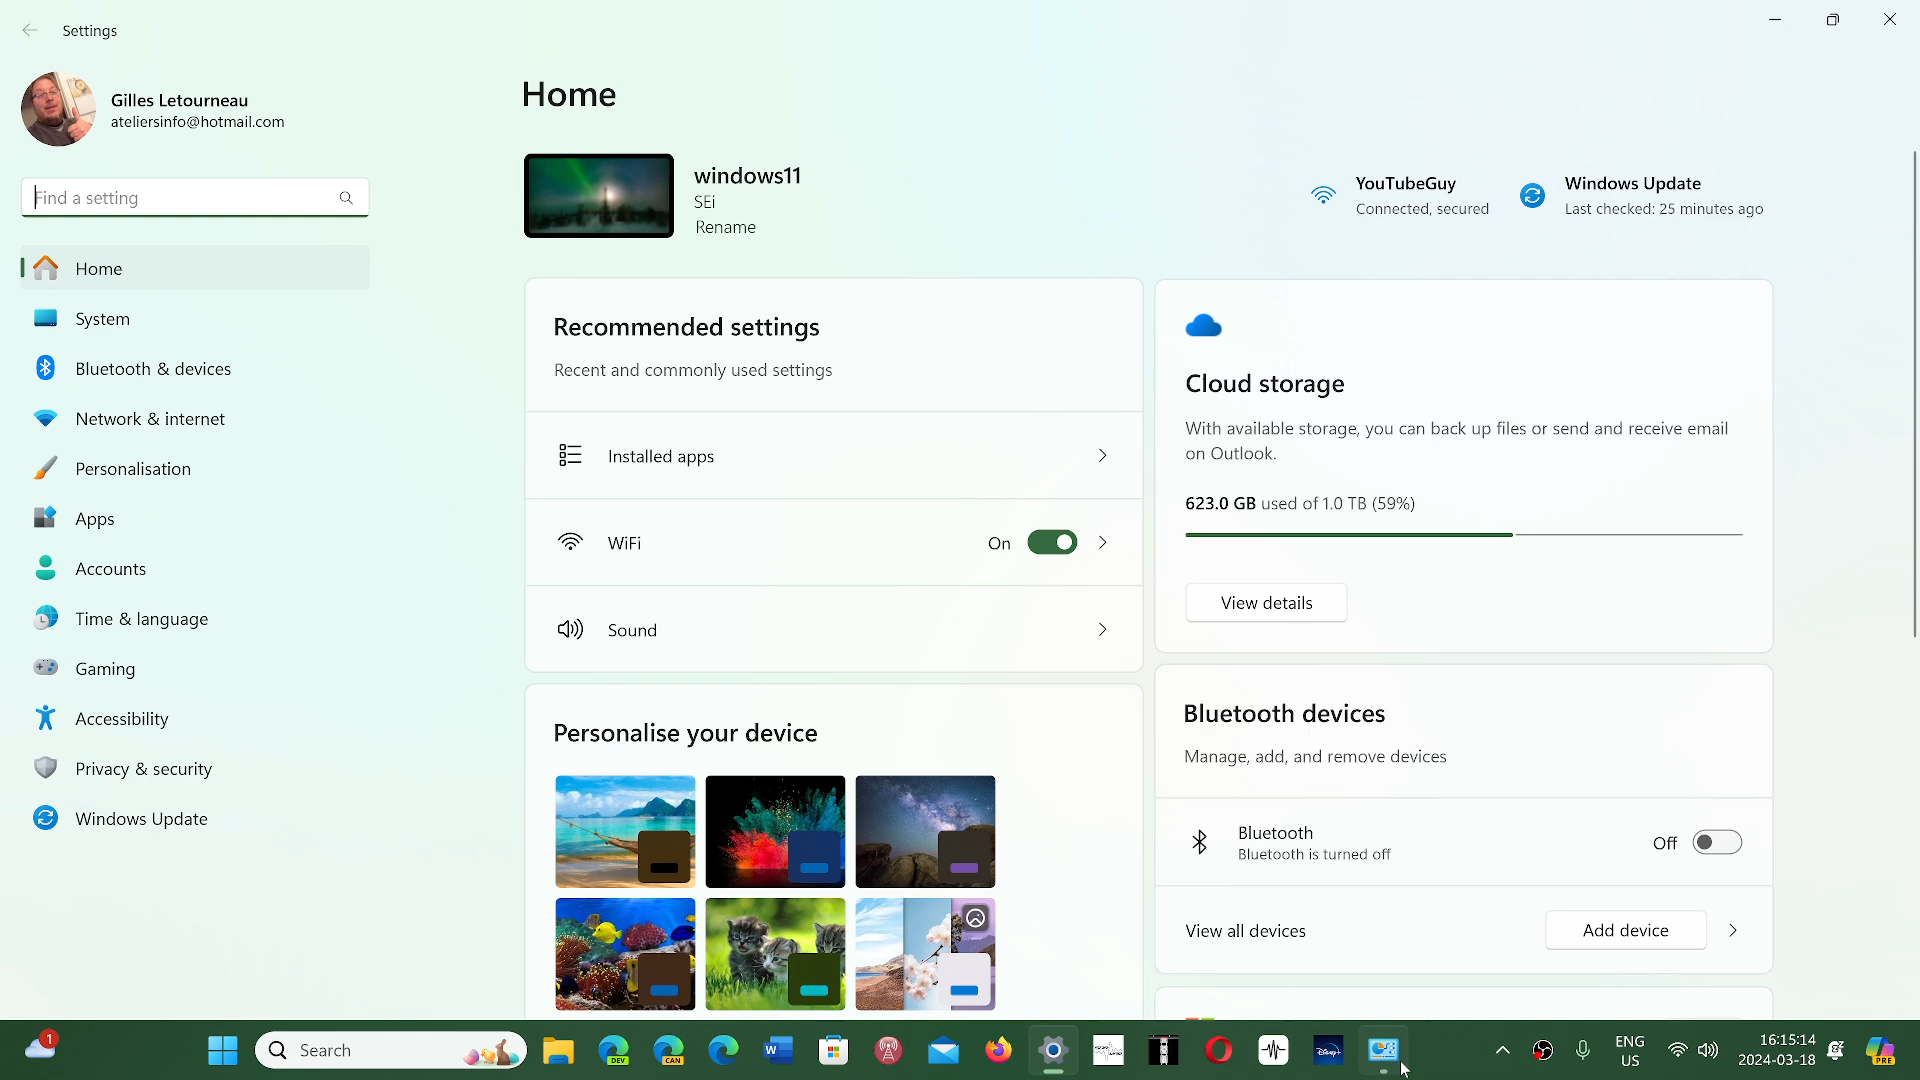 Settings
Gilles Letourneau
ateliersinfo@hotmail.com
Find a setting
Home
System
Bluetooth & devices
Network & internet
Personalisation
Apps
Accounts
Time & language
Gaming
Accessibility
Privacy & security
Windows Update
Home
windows11
SEi
Rename
YouTubeGuy
Connected, secured
Windows Update
Last checked: 25 minutes ago
Recommended settings
Recent and commonly used settings
Installed apps
WiFi
On
Sound
Personalise your device
Cloud storage
With available storage, you can back up files or send and receive email
on Outlook.
623.0 GB used of 1.0 TB (59%)
View details
Bluetooth devices
Manage, add, and remove devices
Bluetooth
Bluetooth is turned off
Off
View all devices
Add device
1
Search
DEV
CAN
W
Disney+
ENG
US
16:15:14
2024-03-18
PRE